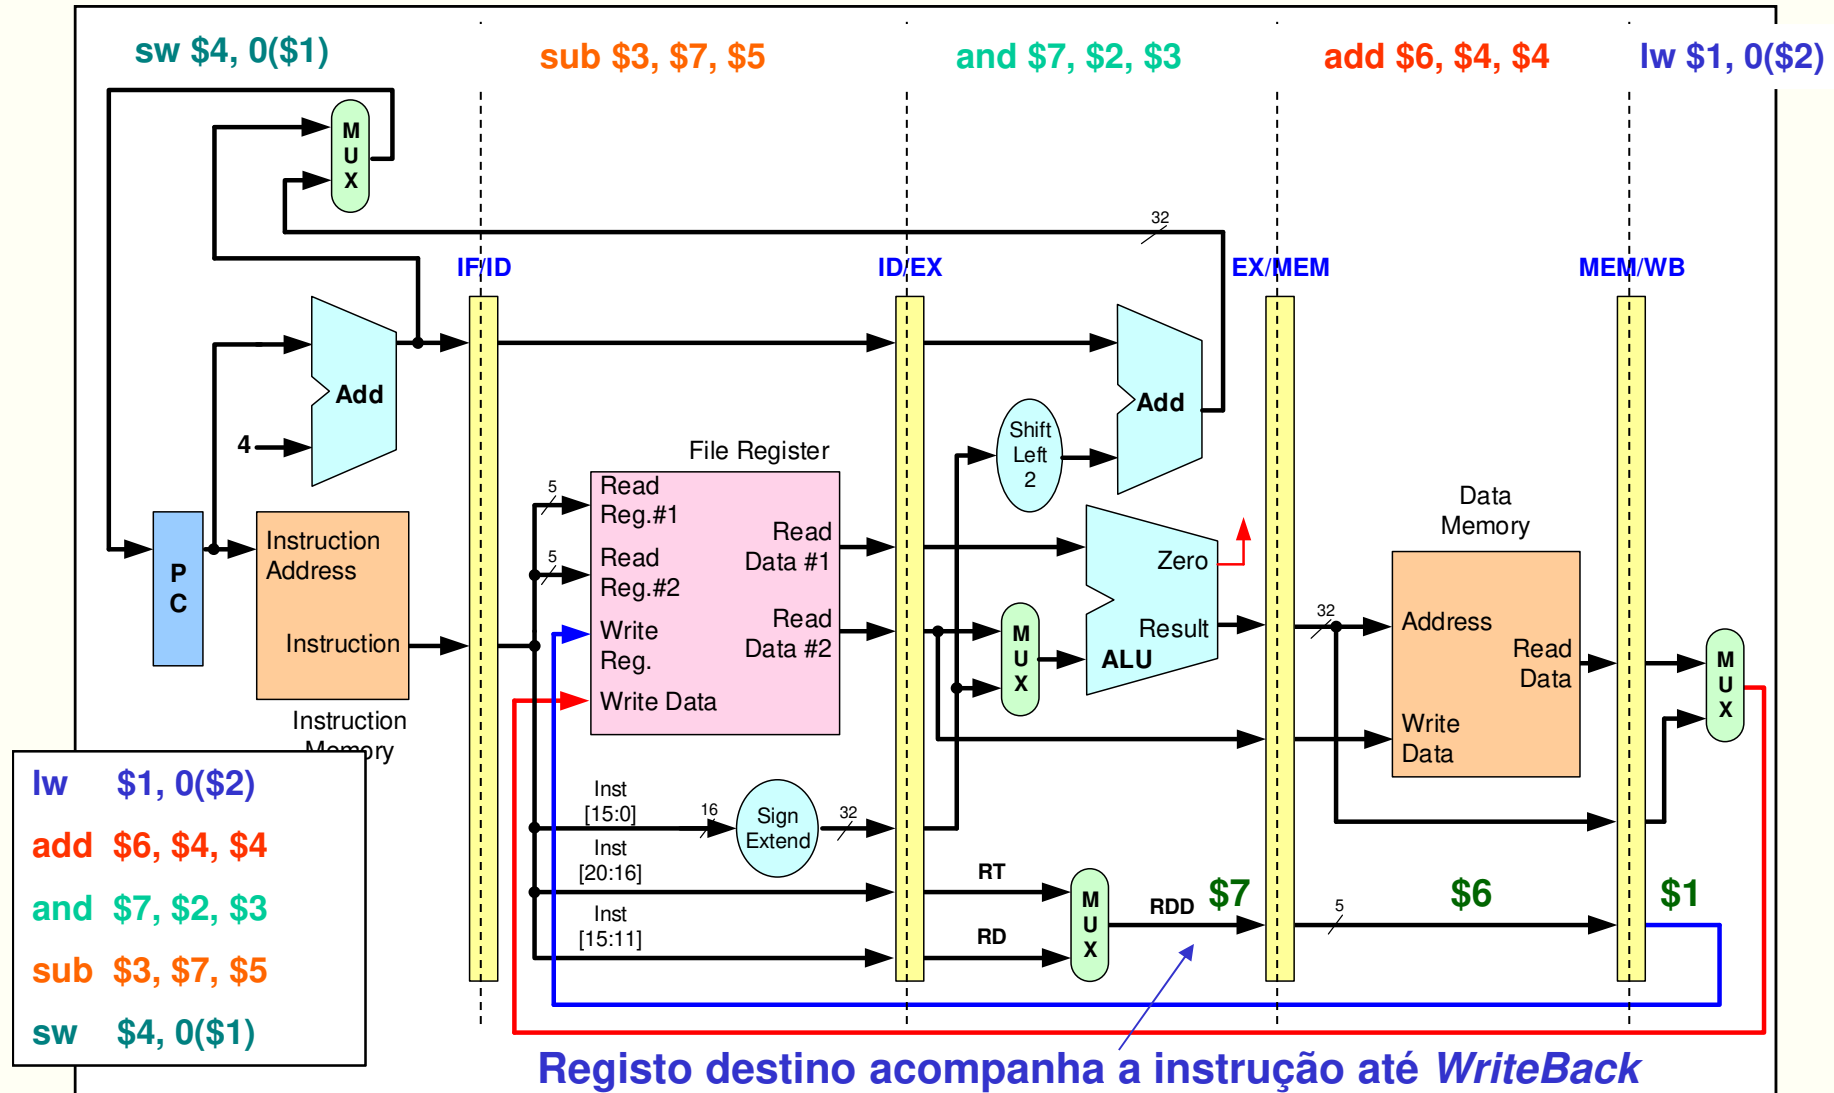 sw $4, 0($1)
sub $3, $7, $5
and $7, $2, $3
add $6, $4, $4
lw $1, 0($2)
M
U
X
32
IF/ID
ID/EX
EX/MEM
MEM/WB
Add
4
Add
Shift
Left
2
File Register
Read
Reg.#1
5
Read
Reg.#2
5
Write
Reg.
Write Data
Read
Data #1
Read
Data #2
P
C
Instruction
Address
Instruction
Instruction
Memory
M
U
X
Zero
Result
ALU
Data
Memory
32
Address
Read
Data
Write
Data
M
U
X
Inst
[15:0]
16
Sign
Extend
32
Inst
[20:16]
Inst
[15:11]
RT
RD
M
U
X
RDD
$7
5
$6
$1
lw $1, 0($2)
add $6, $4, $4
and $7, $2, $3
sub $3, $7, $5
sw $4, 0($1)
Registo destino acompanha a instrução até WriteBack